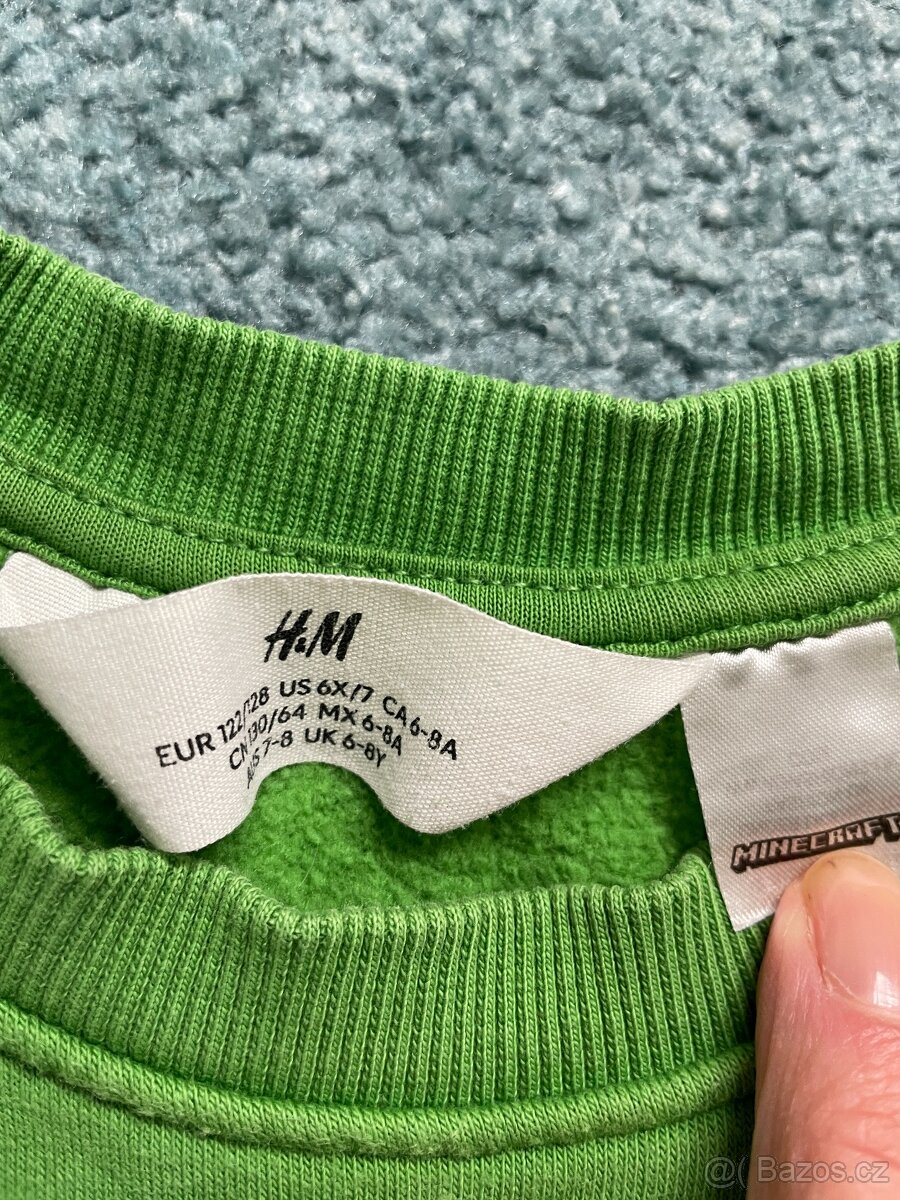 H&M
EUR 122/128 US 6X/7 CA 6-8A
CN 130/64 MX 6-8A
AUS 7-8 UK 6-8Y
MINECRAFT
@( Bazos.cz